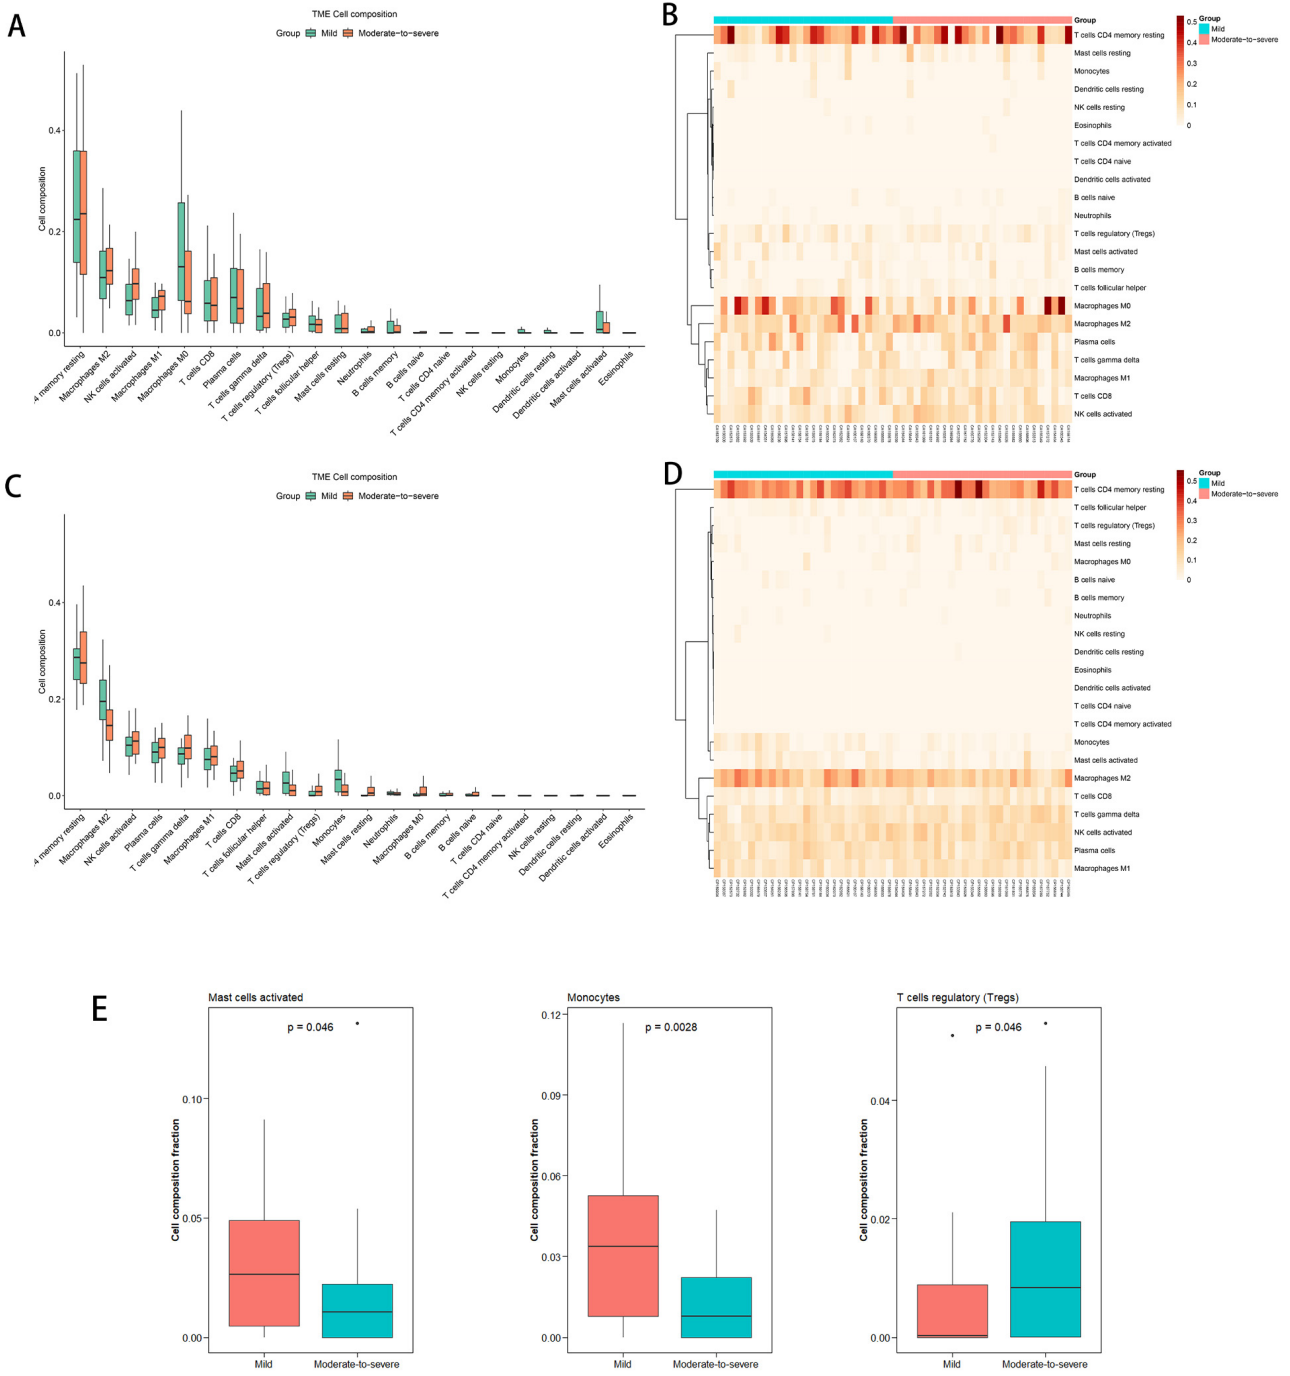 A
TME Cell composition
Group Mild Moderate-to-severe
Cell composition
0.4
0.2
0.0
4 memory resting
Macrophages M2
NK cells activated
Macrophages M1
Macrophages M0
T cells CD8
Plasma cells
T cells gamma delta
T cells regulatory (Tregs)
T cells follicular helper
Mast cells resting
Neutrophils
B cells memory
B cells naive
T cells CD4 naive
T cells CD4 memory activated
NK cells resting
Monocytes
Dendritic cells resting
Dendritic cells activated
Mast cells activated
Eosinophils
B
Group
T cells CD4 memory resting
Mast cells resting
Monocytes
Dendritic cells resting
NK cells resting
Eosinophils
T cells CD4 memory activated
T cells CD4 naive
Dendritic cells activated
B cells naive
Neutrophils
T cells regulatory (Tregs)
Mast cells activated
B cells memory
T cells follicular helper
Macrophages M0
Macrophages M2
Plasma cells
T cells gamma delta
Macrophages M1
T cells CD8
NK cells activated
0.5
0.4
0.3
0.2
0.1
0
Group
Mild
Moderate-to-severe
C
TME Cell composition
Group Mild Moderate-to-severe
Cell composition
0.4
0.2
0.0
4 memory resting
Macrophages M2
NK cells activated
Plasma cells
T cells gamma delta
Macrophages M1
T cells CD8
T cells follicular helper
Mast cells activated
T cells regulatory (Tregs)
Monocytes
Mast cells resting
Neutrophils
Macrophages M0
B cells memory
B cells naive
T cells CD4 naive
T cells CD4 memory activated
NK cells resting
Dendritic cells resting
Dendritic cells activated
Eosinophils
D
Group
T cells CD4 memory resting
T cells follicular helper
T cells regulatory (Tregs)
Mast cells resting
Macrophages M0
B cells naive
B cells memory
Neutrophils
NK cells resting
Dendritic cells resting
Eosinophils
Dendritic cells activated
T cells CD4 naive
T cells CD4 memory activated
Monocytes
Mast cells activated
Macrophages M2
T cells CD8
T cells gamma delta
NK cells activated
Plasma cells
Macrophages M1
0.5
0.4
0.3
0.2
0.1
0
Group
Mild
Moderate-to-severe
E
Mast cells activated
p = 0.046
Cell composition fraction
0.10
0.05
0.00
Mild
Moderate-to-severe
Monocytes
p = 0.0028
Cell composition fraction
0.12
0.09
0.06
0.03
0.00
Mild
Moderate-to-severe
T cells regulatory (Tregs)
p = 0.046
Cell composition fraction
0.04
0.02
0.00
Mild
Moderate-to-severe